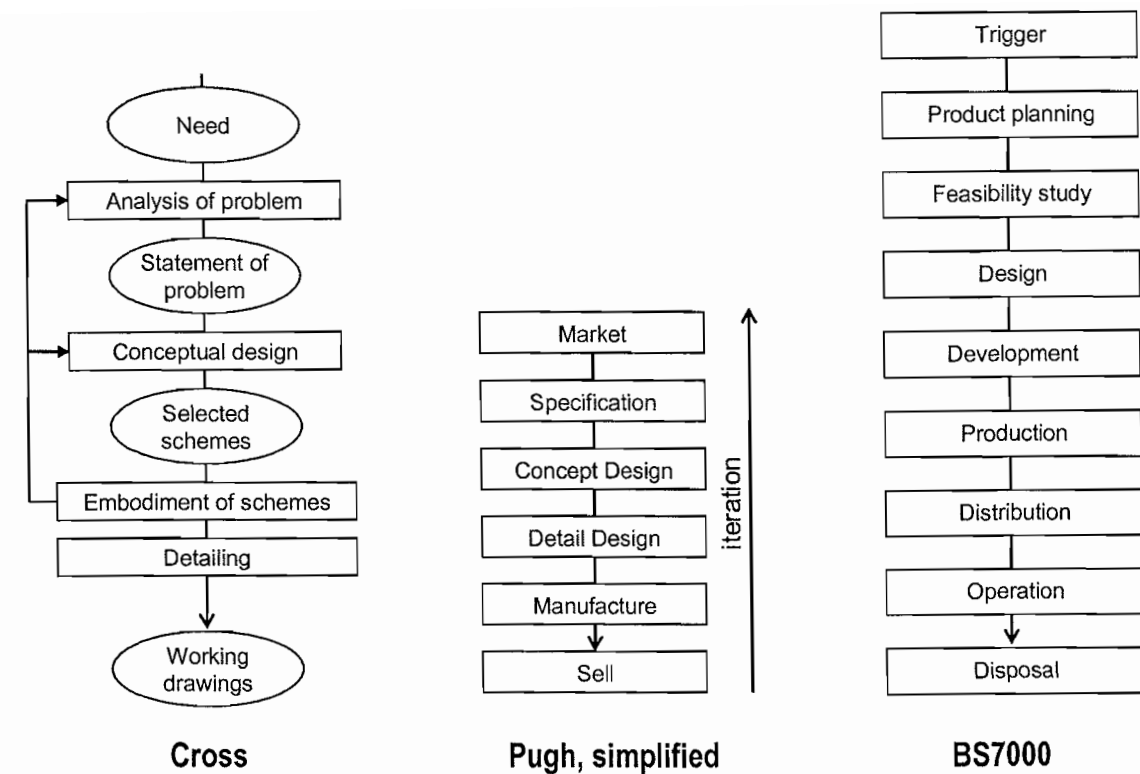 Need
Analysis of problem
Statement of
problem
Conceptual design
Selected
schemes
Embodiment of schemes
Detailing
Working
drawings
Cross
Market
Specification
Concept Design
Detail Design
Manufacture
Sell
iteration
Pugh, simplified
Trigger
Product planning
Feasibility study
Design
Development
Production
Distribution
Operation
Disposal
BS7000